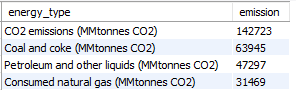 energy_type emission
CO2 emissions (MMtonnes CO2) 142723
Coal and coke (MMtonnes CO2) 63945
Petroleum and other liquids (MMtonnes CO2) 47297
Consumed natural gas (MMtonnes CO2) 31469